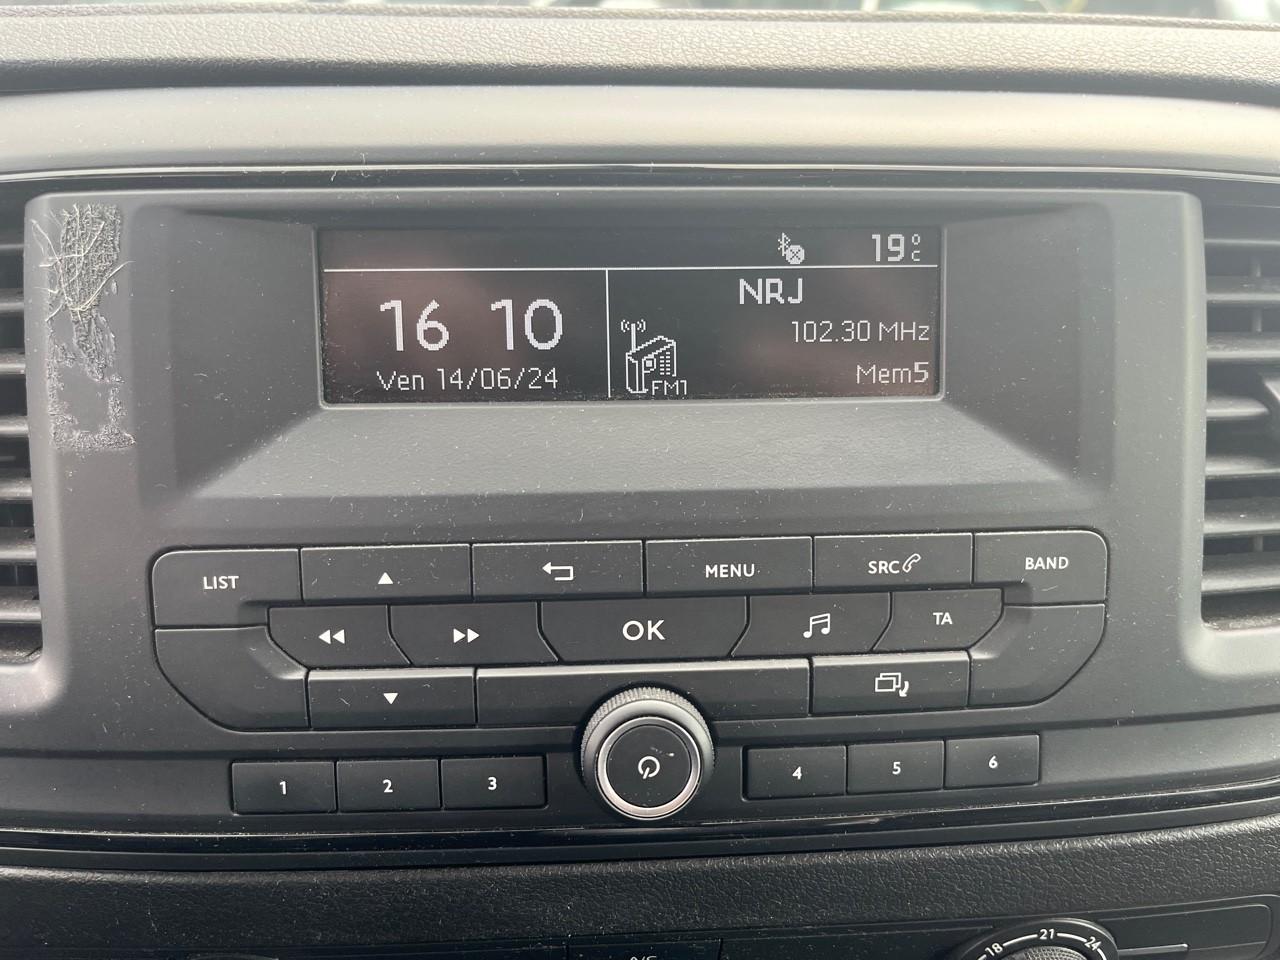 19°C
16 10
Ven 14/06/24
NRJ
102.30 MHz
Mem5
FM1
LIST
MENU
SRC
BAND
OK
TA
1
2
3
4
5
6
18
21
24